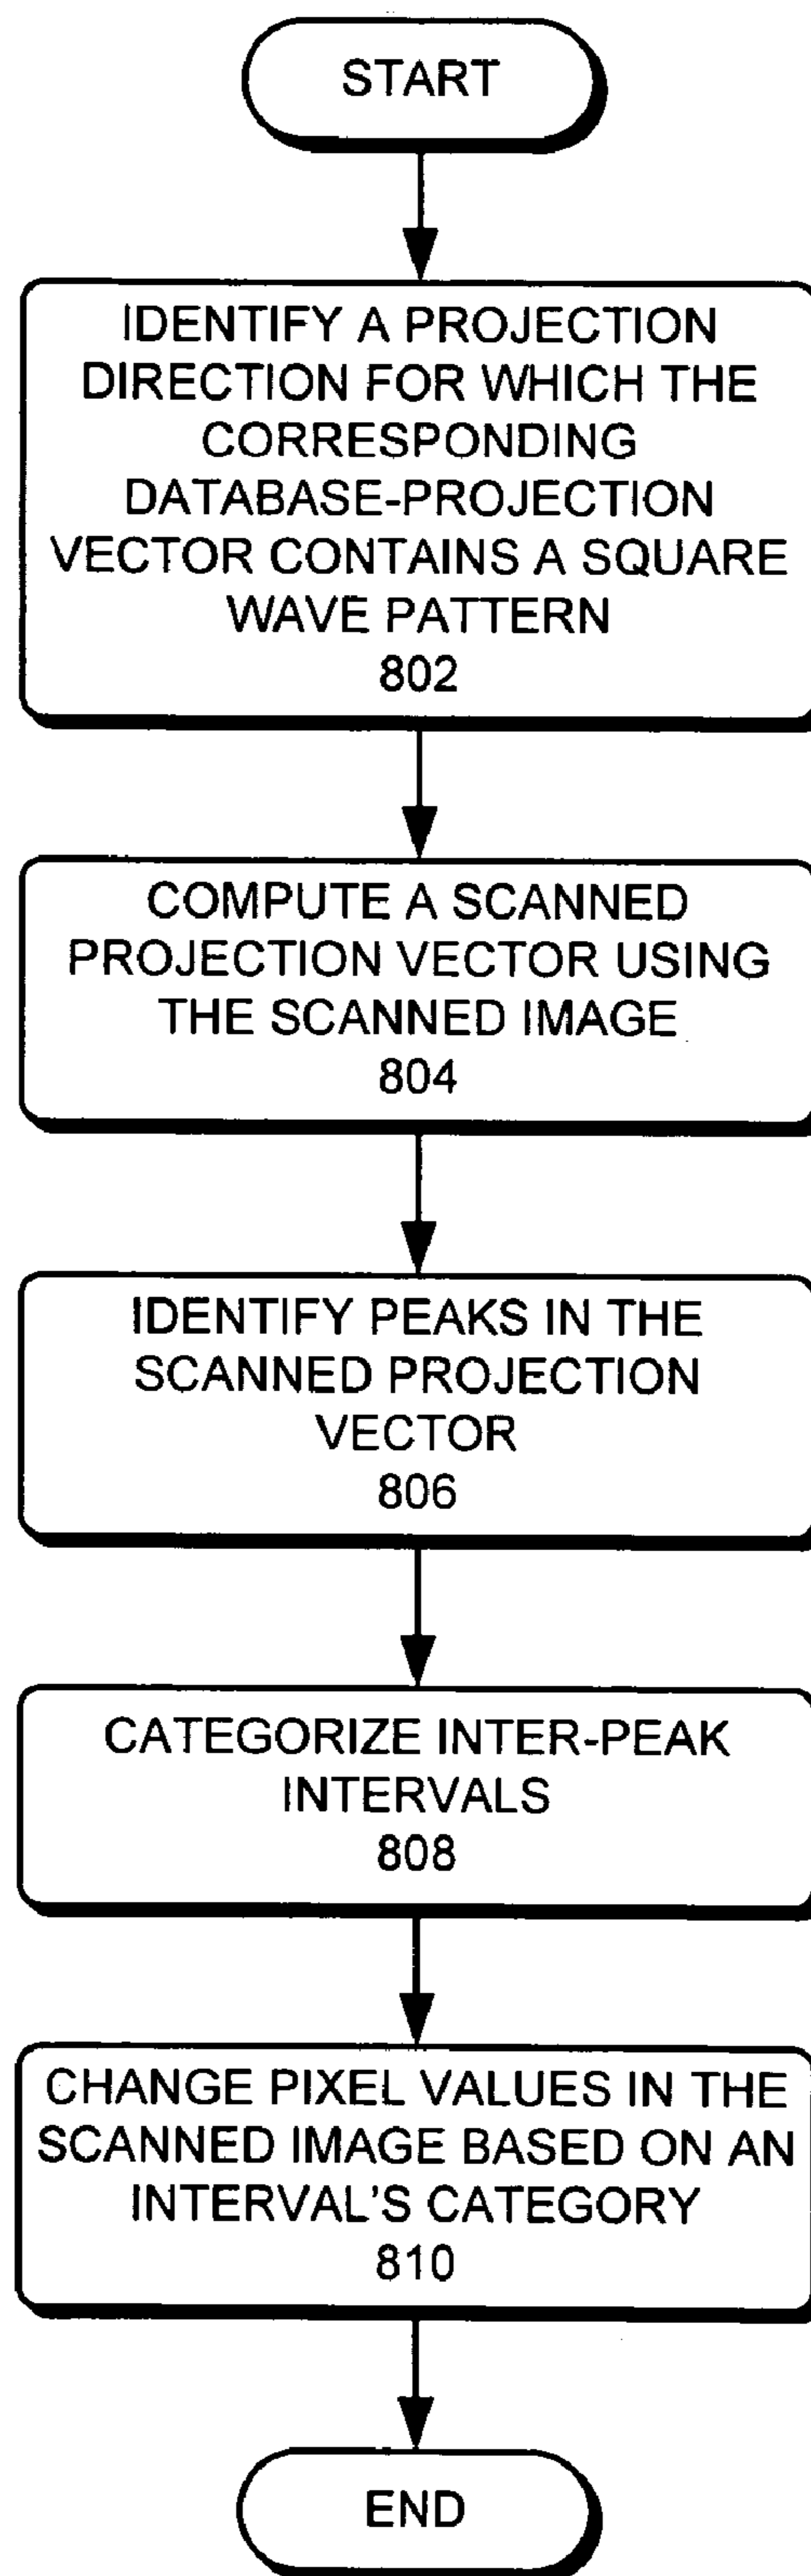 START
IDENTIFY A PROJECTION
DIRECTION FOR WHICH THE
CORRESPONDING
DATABASE-PROJECTION
VECTOR CONTAINS A SQUARE
WAVE PATTERN
802
COMPUTE A SCANNED
PROJECTION VECTOR USING
THE SCANNED IMAGE
804
IDENTIFY PEAKS IN THE
SCANNED PROJECTION
VECTOR
806
CATEGORIZE INTER-PEAK
INTERVALS
808
CHANGE PIXEL VALUES IN THE
SCANNED IMAGE BASED ON AN
INTERVAL'S CATEGORY
810
END